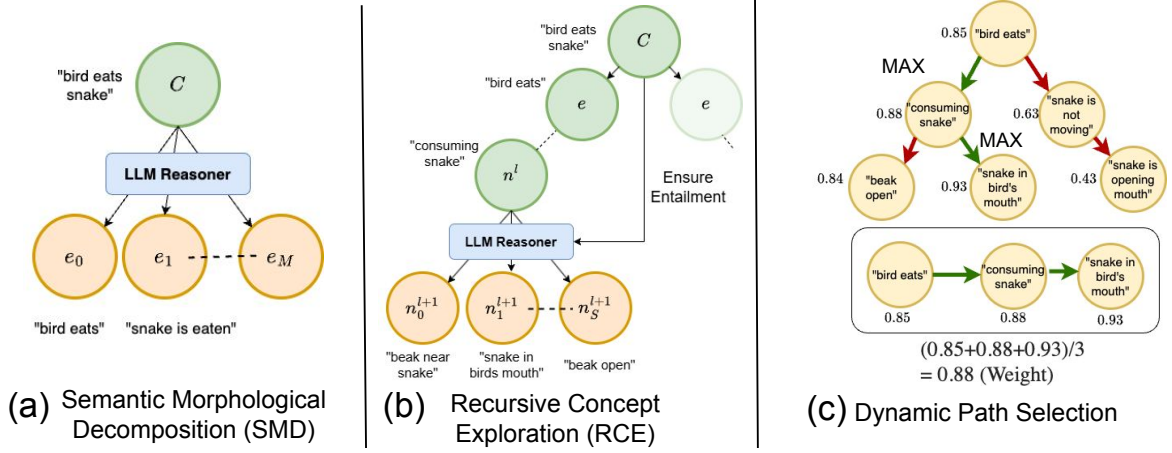 "bird eats
snake"
C
LLM Reasoner
e0
e1
eM
"bird eats"
"snake is eaten"
(a) Semantic Morphological
Decomposition (SMD)
"bird eats
snake"
C
"bird eats"
e
e
"consuming
snake"
n^l
Ensure
Entailment
LLM Reasoner
n_0^{l+1}
n_1^{l+1}
n_S^{l+1}
"beak near
snake"
"snake in
birds mouth"
"beak open"
(b) Recursive Concept
Exploration (RCE)
0.85
"bird eats"
MAX
0.88
"consuming
snake"
0.63
"snake is
not
moving"
MAX
0.84
"beak
open"
0.93
"snake in
bird's
mouth"
0.43
"snake is
opening
mouth"
"bird eats"
"consuming
snake"
"snake in
bird's
mouth"
0.85
0.88
0.93
(0.85+0.88+0.93)/3
= 0.88 (Weight)
(c) Dynamic Path Selection